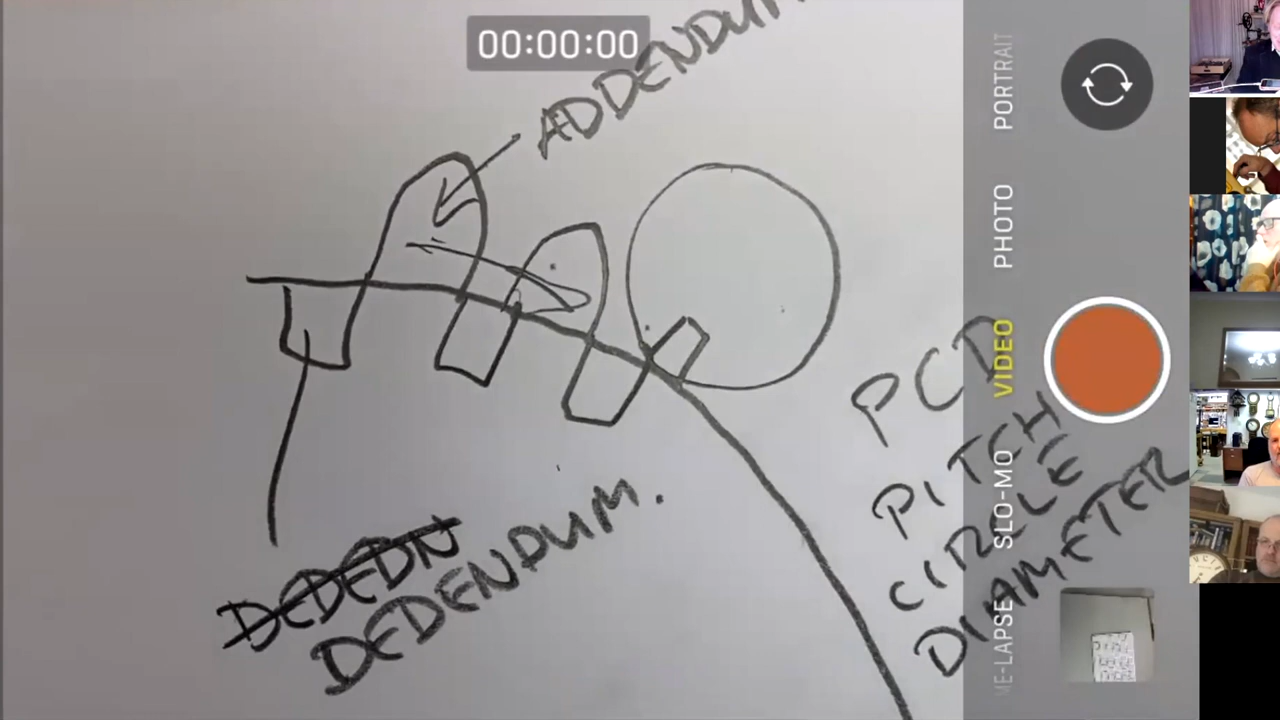 00:00:00
ADDENDUM
DEDEDN
DEDENDUM.
PCD
PITCH
CIRCLE
DIAMETER
PORTRAIT
PHOTO
VIDEO
SLO-MO
ME-LAPSE